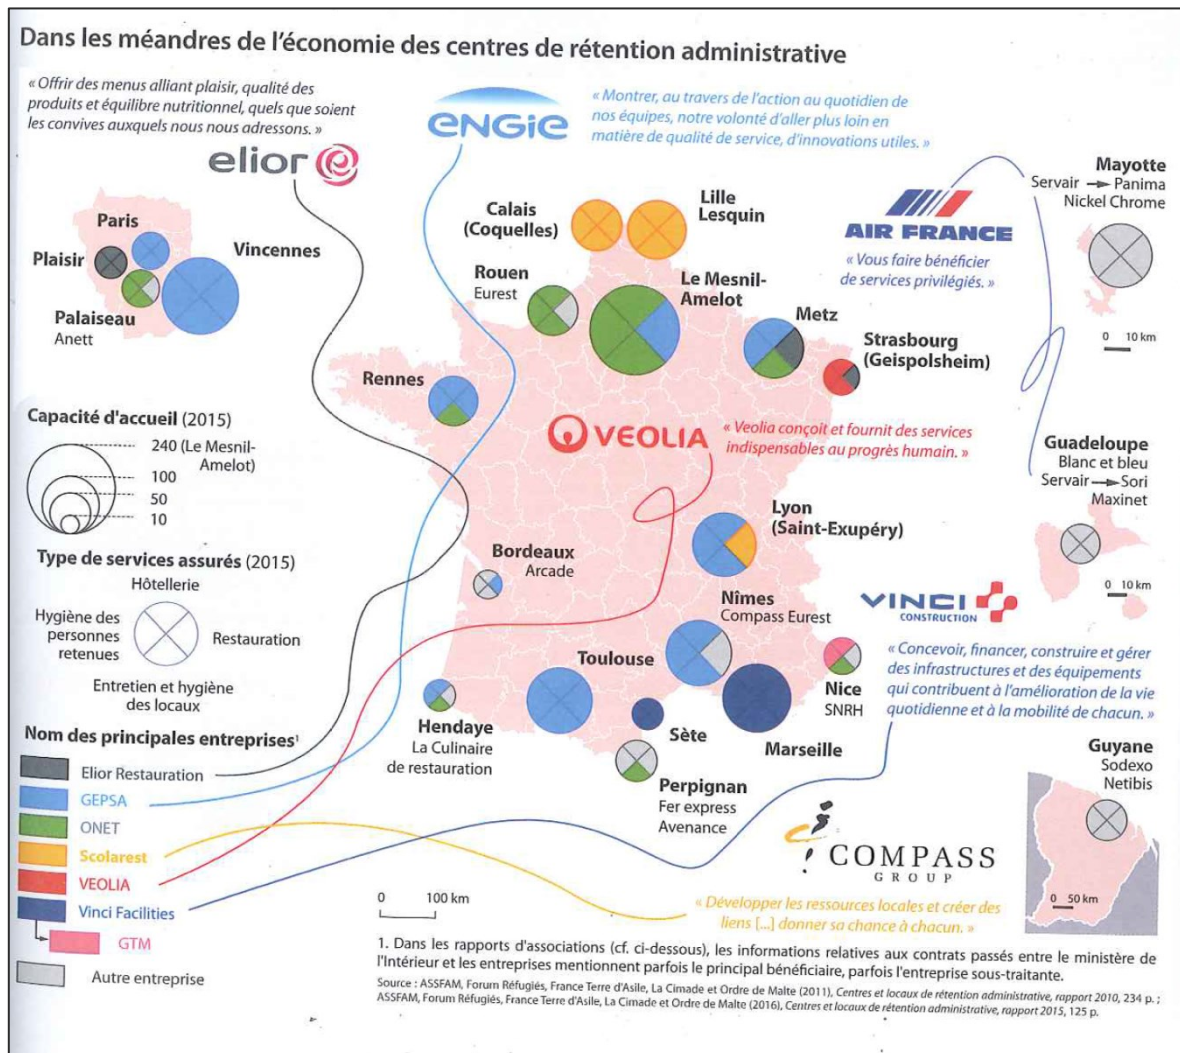 Dans les méandres de l'économie des centres de rétention administrative
« Offrir des menus alliant plaisir, qualité des
produits et équilibre nutritionnel, quels que soient
les convives auxquels nous nous adressons. »
elior
ENGIE
« Montrer, au travers de l'action au quotidien de
nos équipes, notre volonté d'aller plus loin en
matière de qualité de service, d'innovations utiles. »
AIR FRANCE
« Vous faire bénéficier
de services privilégiés. »
Mayotte
Servair → Panima
Nickel Chrome
0 10 km
Paris
Plaisir
Vincennes
Palaiseau
Anett
Calais
(Coquelles)
Lille
Lesquin
Rouen
Eurest
Le Mesnil-
Amelot
Metz
Strasbourg
(Geispolsheim)
Rennes
VEOLIA
« Veolia conçoit et fournit des services
indispensables au progrès humain. »
Guadeloupe
Blanc et bleu
Servair → Sori
Maxinet
0 10 km
Capacité d'accueil (2015)
240 (Le Mesnil-
Amelot)
100
50
10
Type de services assurés (2015)
Hôtellerie
Hygiène des
personnes
retenues
Restauration
Entretien et hygiène
des locaux
Lyon
(Saint-Exupéry)
Bordeaux
Arcade
Nîmes
Compass Eurest
Toulouse
Nice
SNRH
Hendaye
La Culinaire
de restauration
Sète
Marseille
Perpignan
Fer express
Avenance
VINCI
CONSTRUCTION
« Concevoir, financer, construire et gérer
des infrastructures et des équipements
qui contribuent à l'amélioration de la vie
quotidienne et à la mobilité de chacun. »
Guyane
Sodexo
Netibis
0 50 km
Nom des principales entreprises¹
Elior Restauration
GEPSA
ONET
Scolarest
VEOLIA
Vinci Facilities
GTM
Autre entreprise
0 100 km
COMPASS
GROUP
« Développer les ressources locales et créer des
liens [...] donner sa chance à chacun. »
1. Dans les rapports d'associations (cf. ci-dessous), les informations relatives aux contrats passés entre le ministère de
l'Intérieur et les entreprises mentionnent parfois le principal bénéficiaire, parfois l'entreprise sous-traitante.
Source : ASSFAM, Forum Réfugiés, France Terre d'Asile, La Cimade et Ordre de Malte (2011), Centres et locaux de rétention administrative, rapport 2010, 234 p. ;
ASSFAM, Forum Réfugiés, France Terre d'Asile, La Cimade et Ordre de Malte (2016), Centres et locaux de rétention administrative, rapport 2015, 125 p.